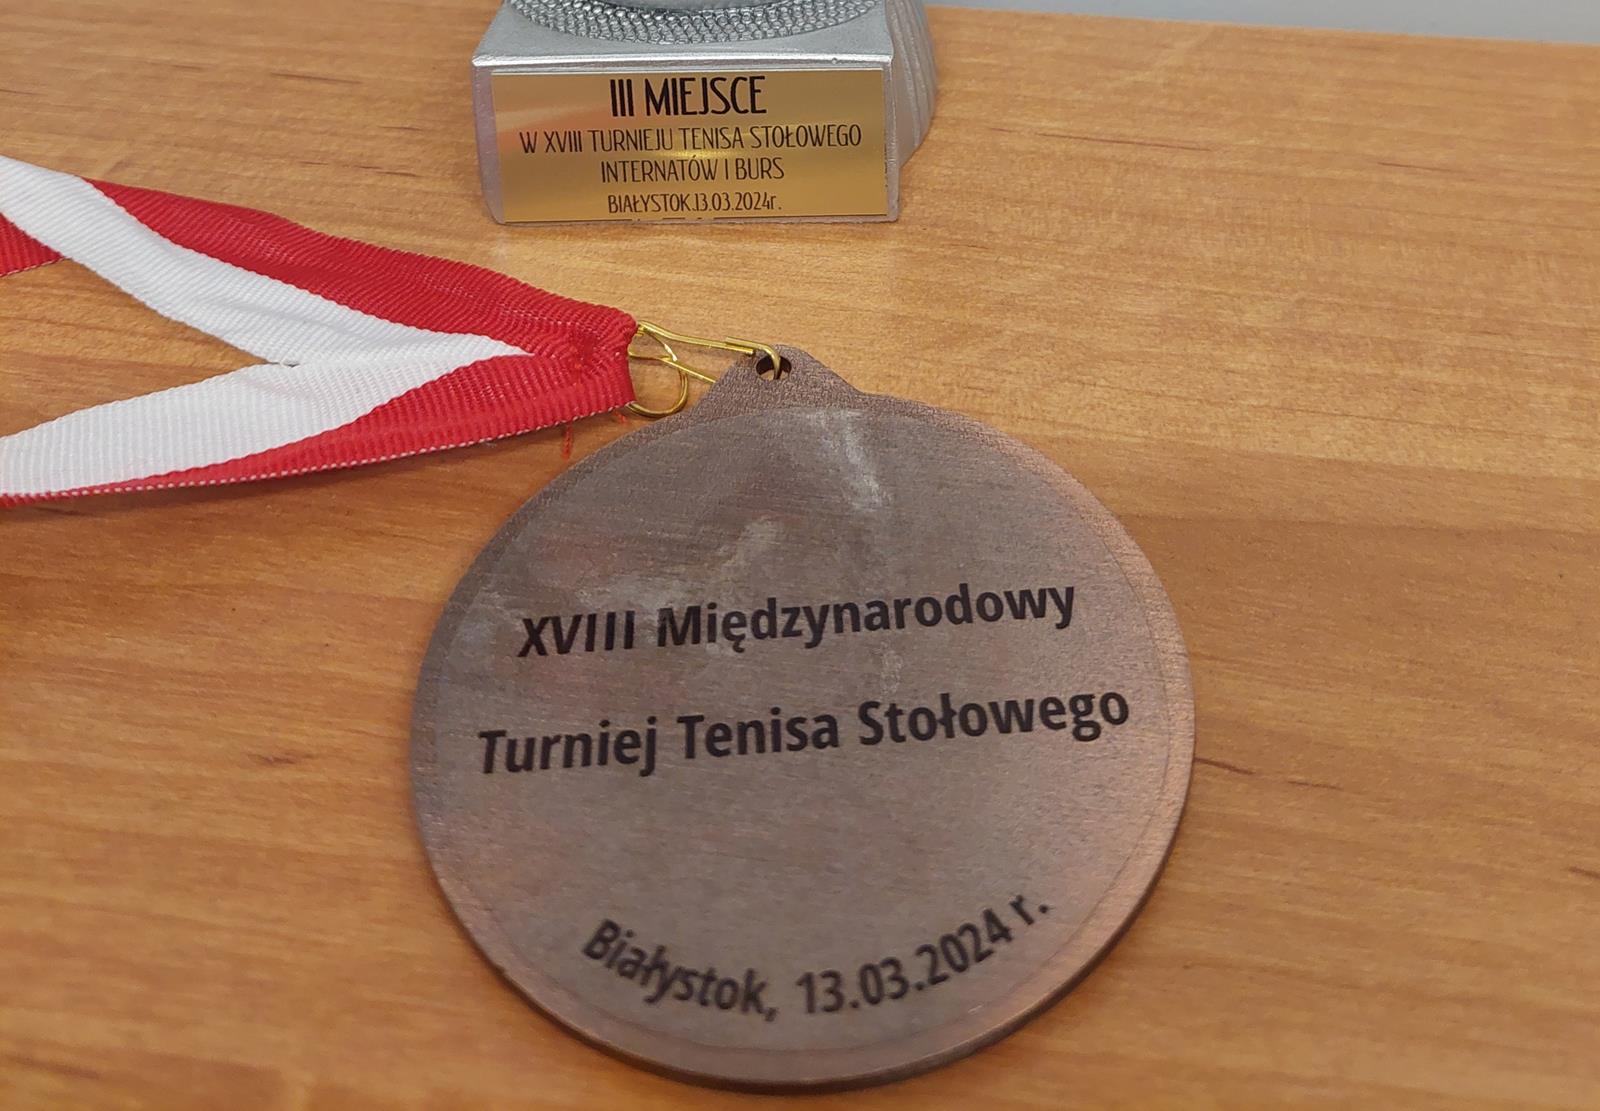 III MIEJSCE
W XVIII TURNIEJU TENISA STOŁOWEGO
INTERNATÓW I BURS
BIAŁYSTOK.13.03.2024r.
XVIII Międzynarodowy
Turniej Tenisa Stołowego
Białystok, 13.03.2024 r.